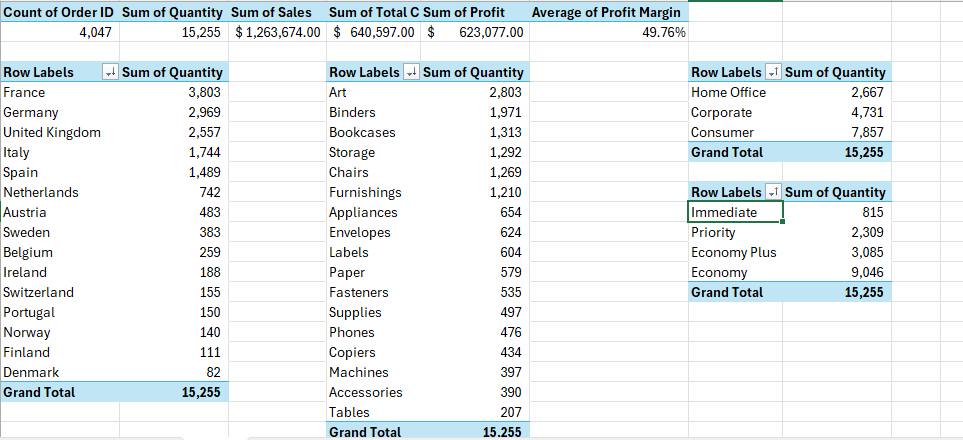 Count of Order ID Sum of Quantity Sum of Sales Sum of Total C Sum of Profit Average of Profit Margin
4,047 15,255 $ 1,263,674.00 $ 640,597.00 $ 623,077.00 49.76%
Row Labels Sum of Quantity Row Labels Sum of Quantity Row Labels Sum of Quantity
France 3,803 Art 2,803 Home Office 2,667
Germany 2,969 Binders 1,971 Corporate 4,731
United Kingdom 2,557 Bookcases 1,313 Consumer 7,857
Italy 1,744 Storage 1,292 Grand Total 15,255
Spain 1,489 Chairs 1,269
Netherlands 742 Furnishings 1,210 Row Labels Sum of Quantity
Austria 483 Appliances 654 Immediate 815
Sweden 383 Envelopes 624 Priority 2,309
Belgium 259 Labels 604 Economy Plus 3,085
Ireland 188 Paper 579 Economy 9,046
Switzerland 155 Fasteners 535 Grand Total 15,255
Portugal 150 Supplies 497
Norway 140 Phones 476
Finland 111 Copiers 434
Denmark 82 Machines 397
Grand Total 15,255 Accessories 390
Tables 207
Grand Total 15,255